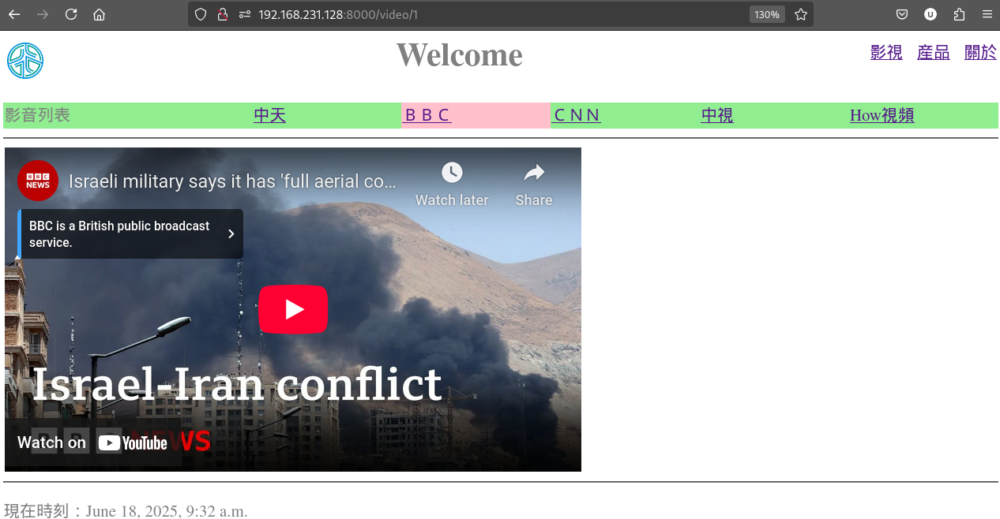 192.168.231.128:8000/video/1
130%
U
Welcome
影視 産品 關於
影音列表 中天 ＢＢＣ ＣＮＮ 中視 How視頻
BBC NEWS
Israeli military says it has 'full aerial co...
Watch later
Share
BBC is a British public broadcast
service.
Israel-Iran conflict
Watch on YouTube
現在時刻：June 18, 2025, 9:32 a.m.